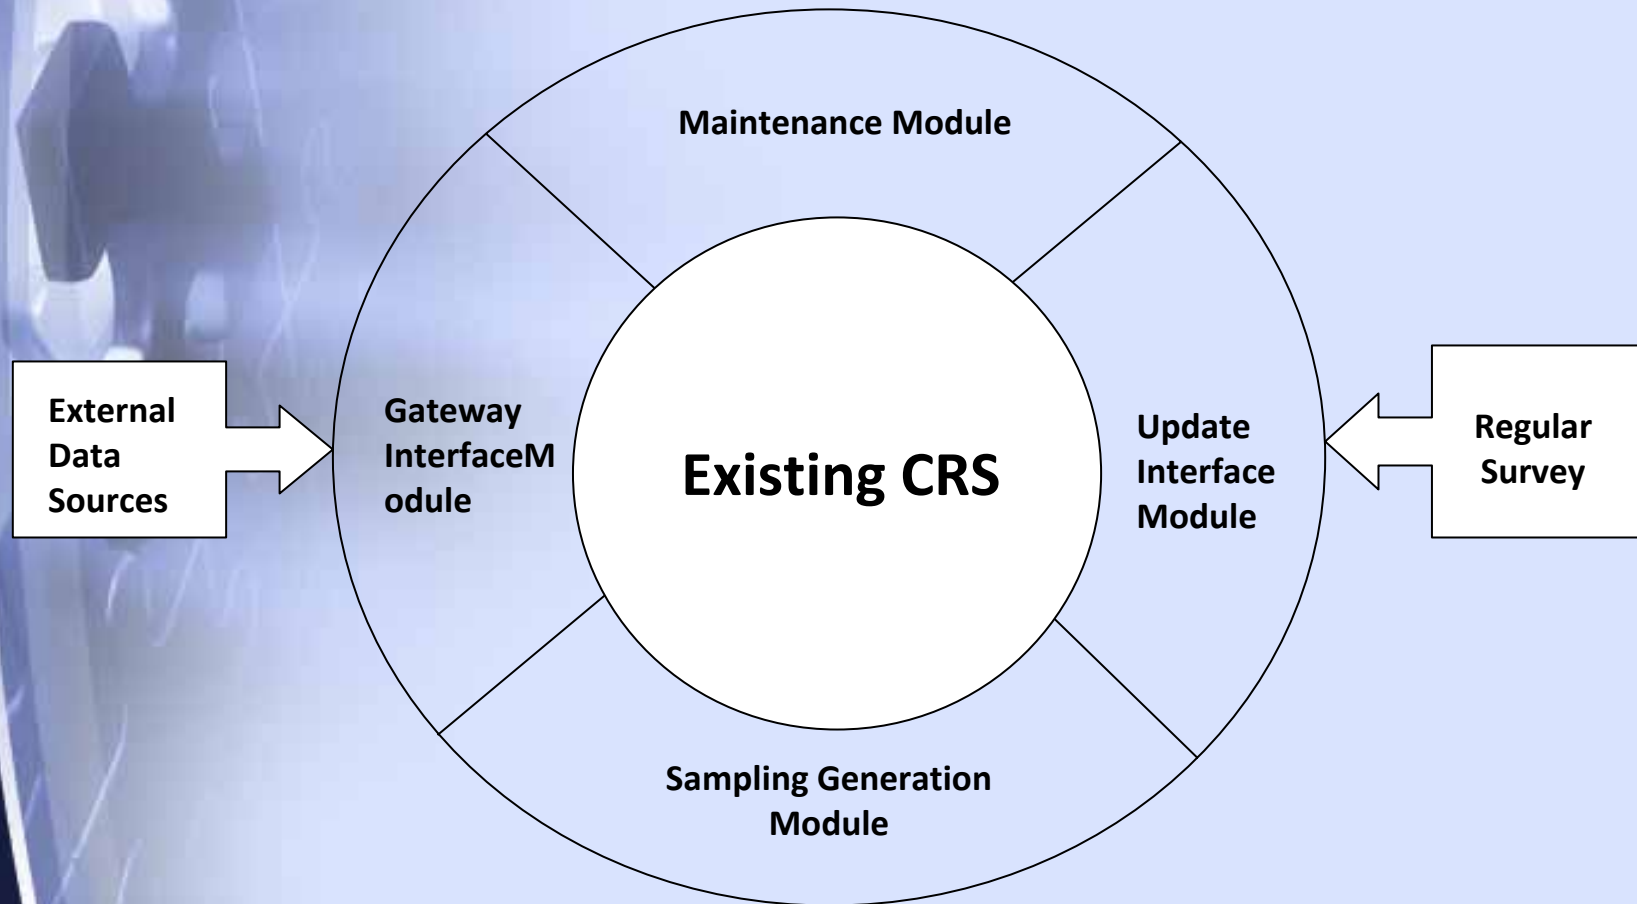 Maintenance Module
External
Data
Sources
Gateway
InterfaceM
odule
Existing CRS
Update
Interface
Module
Regular
Survey
Sampling Generation
Module